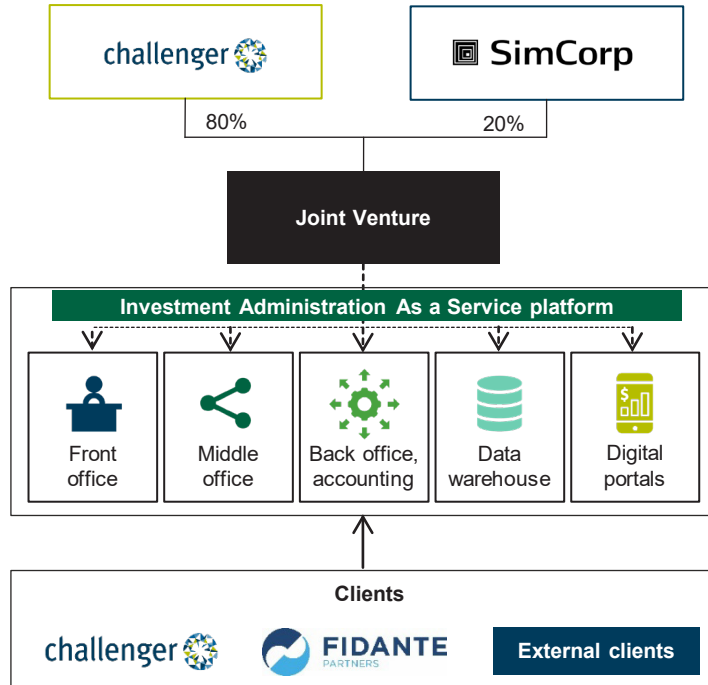 challenger
SimCorp
80%
20%
Joint Venture
Investment Administration As a Service platform
Front
office
Middle
office
Back office,
accounting
Data
warehouse
$
Digital
portals
Clients
challenger
FIDANTE
PARTNERS
External clients